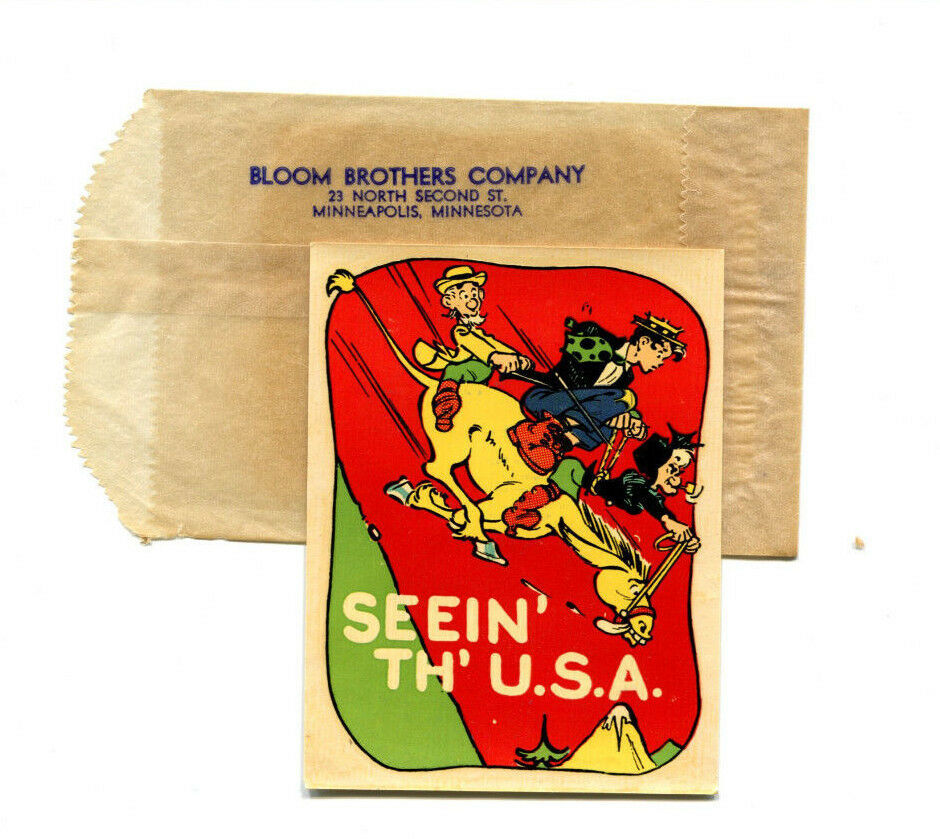 BLOOM BROTHERS COMPANY
23 NORTH SECOND ST.
MINNEAPOLIS, MINNESOTA
SEEIN'
TH' U.S.A.